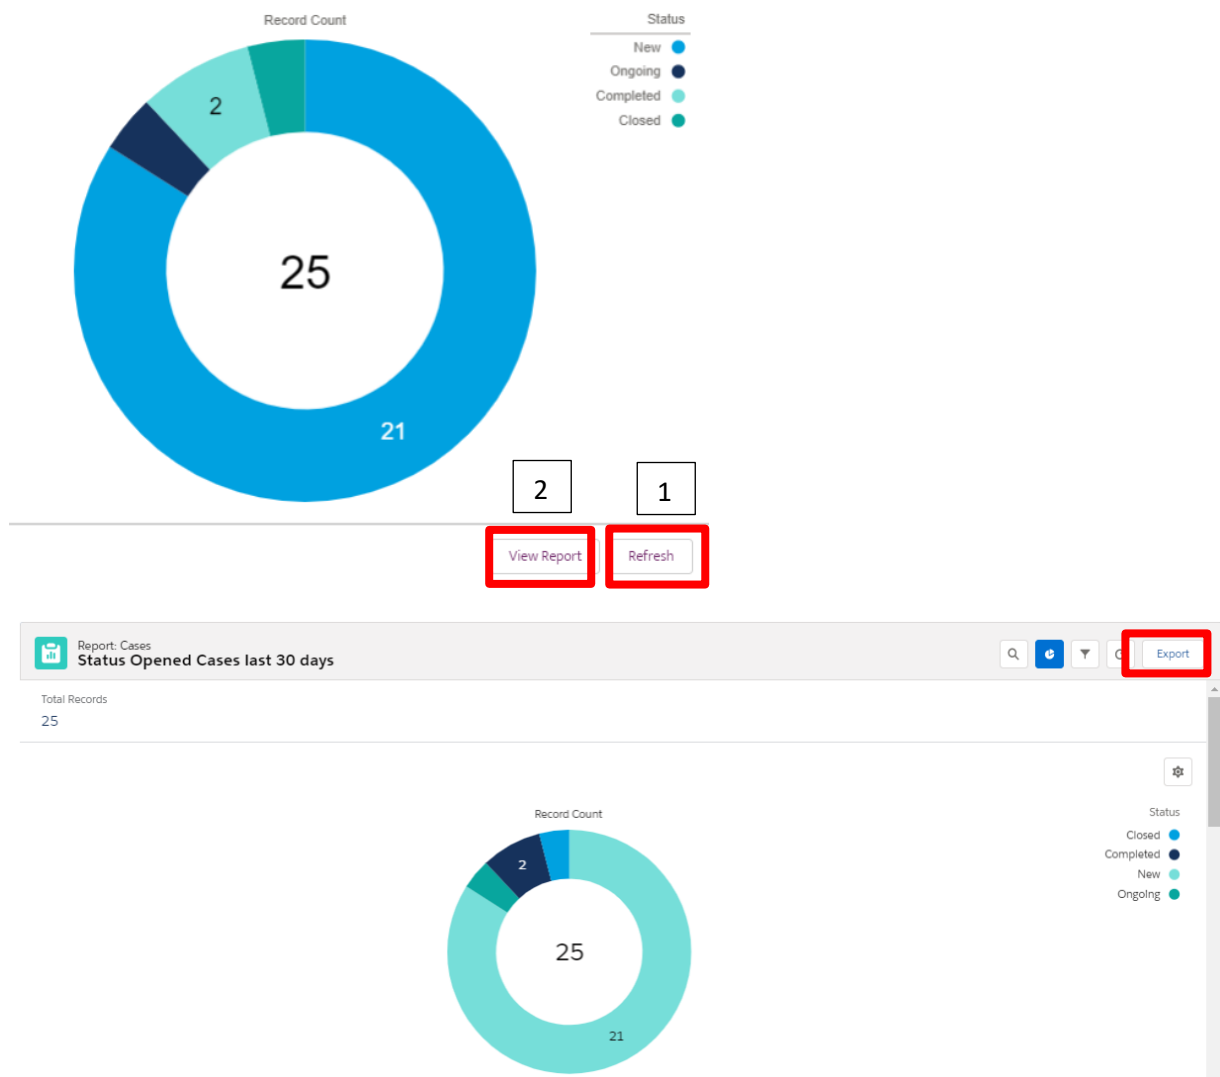 Record Count
Status
New
Ongoing
Completed
Closed
2
25
21
2
1
View Report
Refresh
Report: Cases
Status Opened Cases last 30 days
Export
Total Records
25
Record Count
Status
Closed
Completed
New
Ongoing
2
25
21